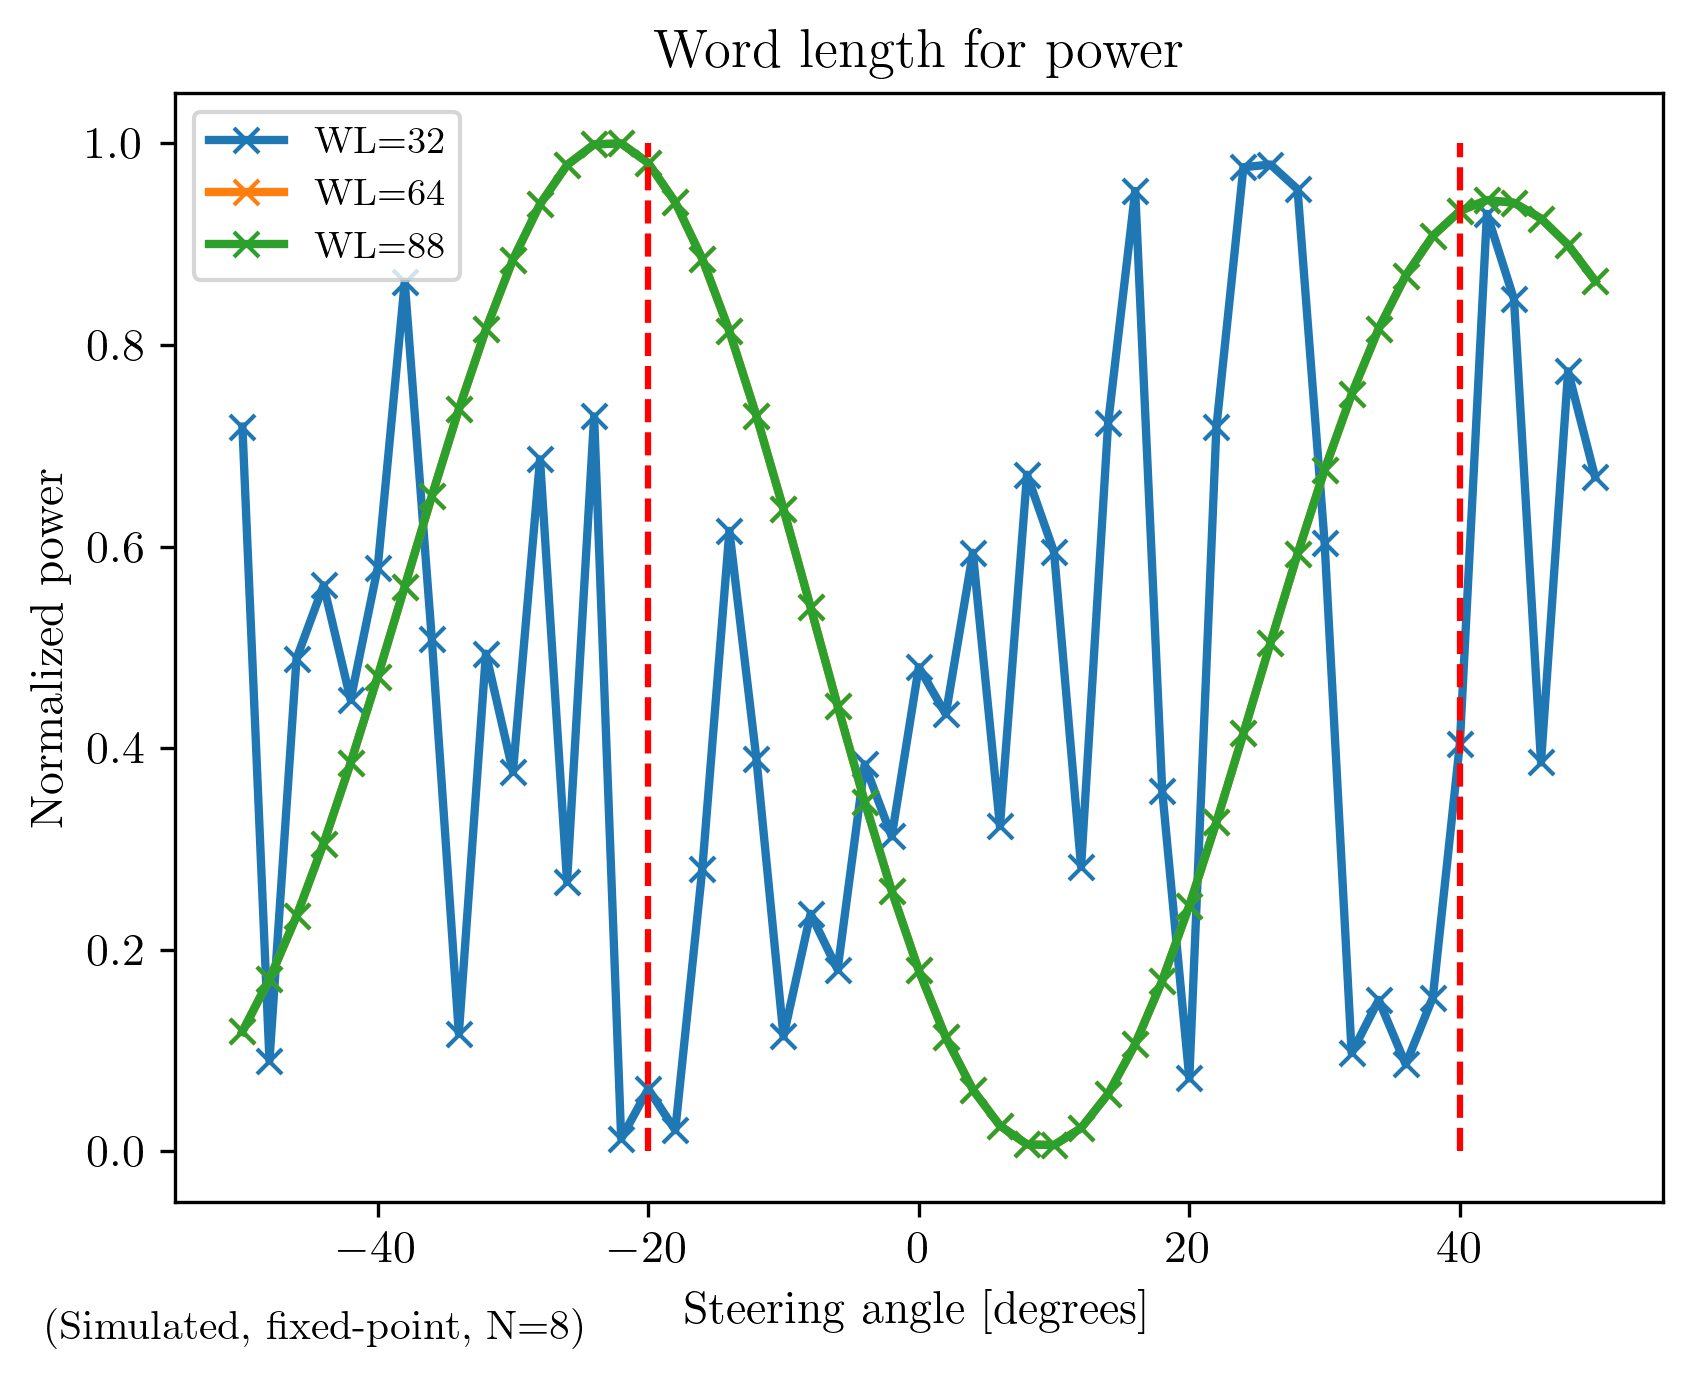 Word length for power
WL=32
WL=64
WL=88
Normalized power
1.0
0.8
0.6
0.4
0.2
0.0
−40
−20
0
20
40
Steering angle [degrees]
(Simulated, fixed-point, N=8)